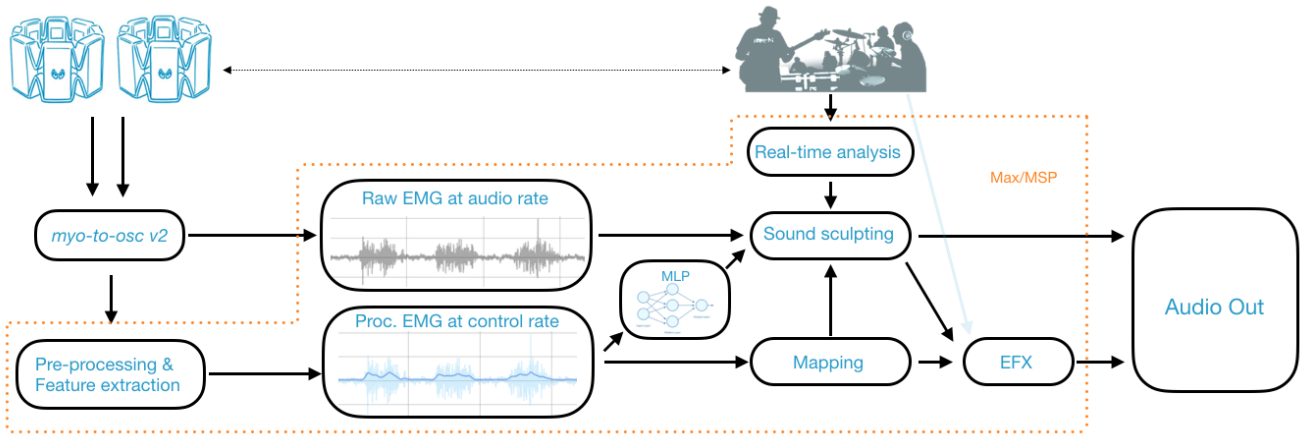 Real-time analysis
Max/MSP
Raw EMG at audio rate
myo-to-osc v2
Sound sculpting
MLP
Audio Out
Proc. EMG at control rate
Pre-processing &
Feature extraction
Mapping
EFX